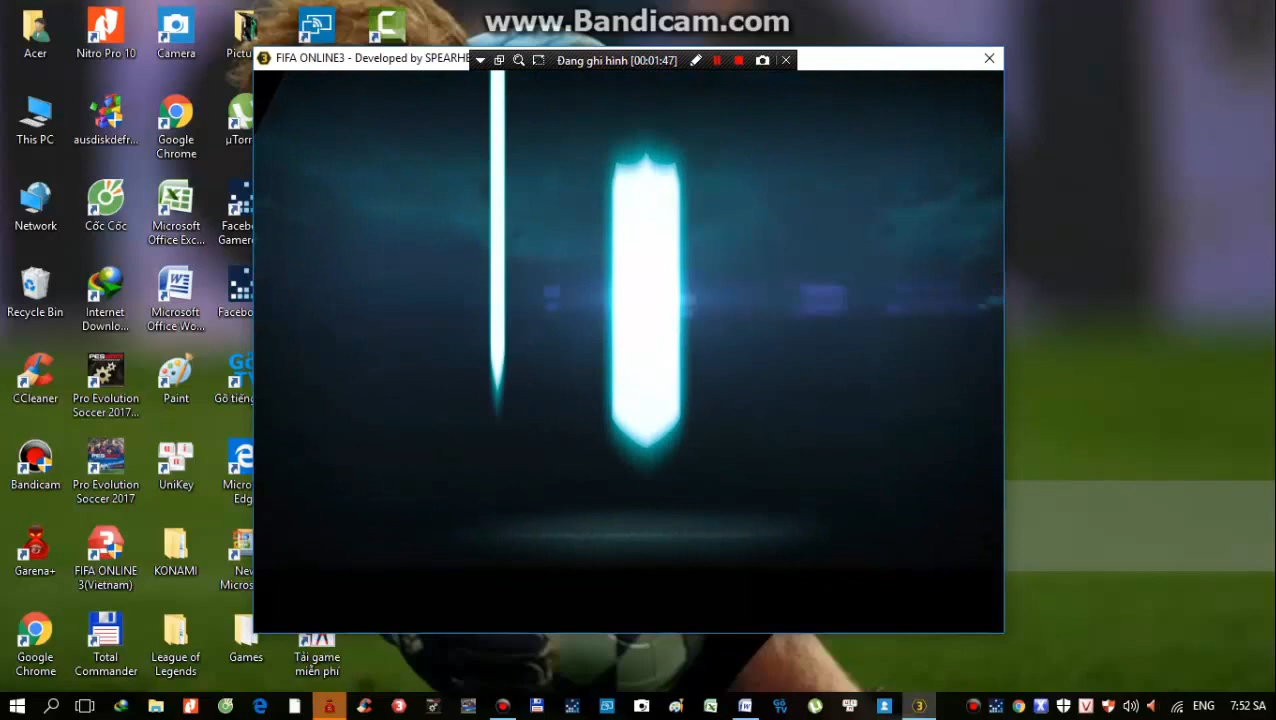 www.Bandicam.com
Acer
Nitro Pro 10
Camera
FIFA ONLINE3 - Developed by SPEARHE
Đang ghi hình [00:01:47]
This PC
ausdiskdefr...
Google Chrome
Network
Cốc Cốc
Microsoft Office Exc...
Recycle Bin
Internet Downlo...
Microsoft Office Wo...
CCleaner
Pro Evolution Soccer 2017...
Paint
Bandicam
Pro Evolution Soccer 2017
UniKey
Garena+
FIFA ONLINE 3(Vietnam)
KONAMI
Google Chrome
Total Commander
League of Legends
Games
Tải game miễn phí
ENG
7:52 SA